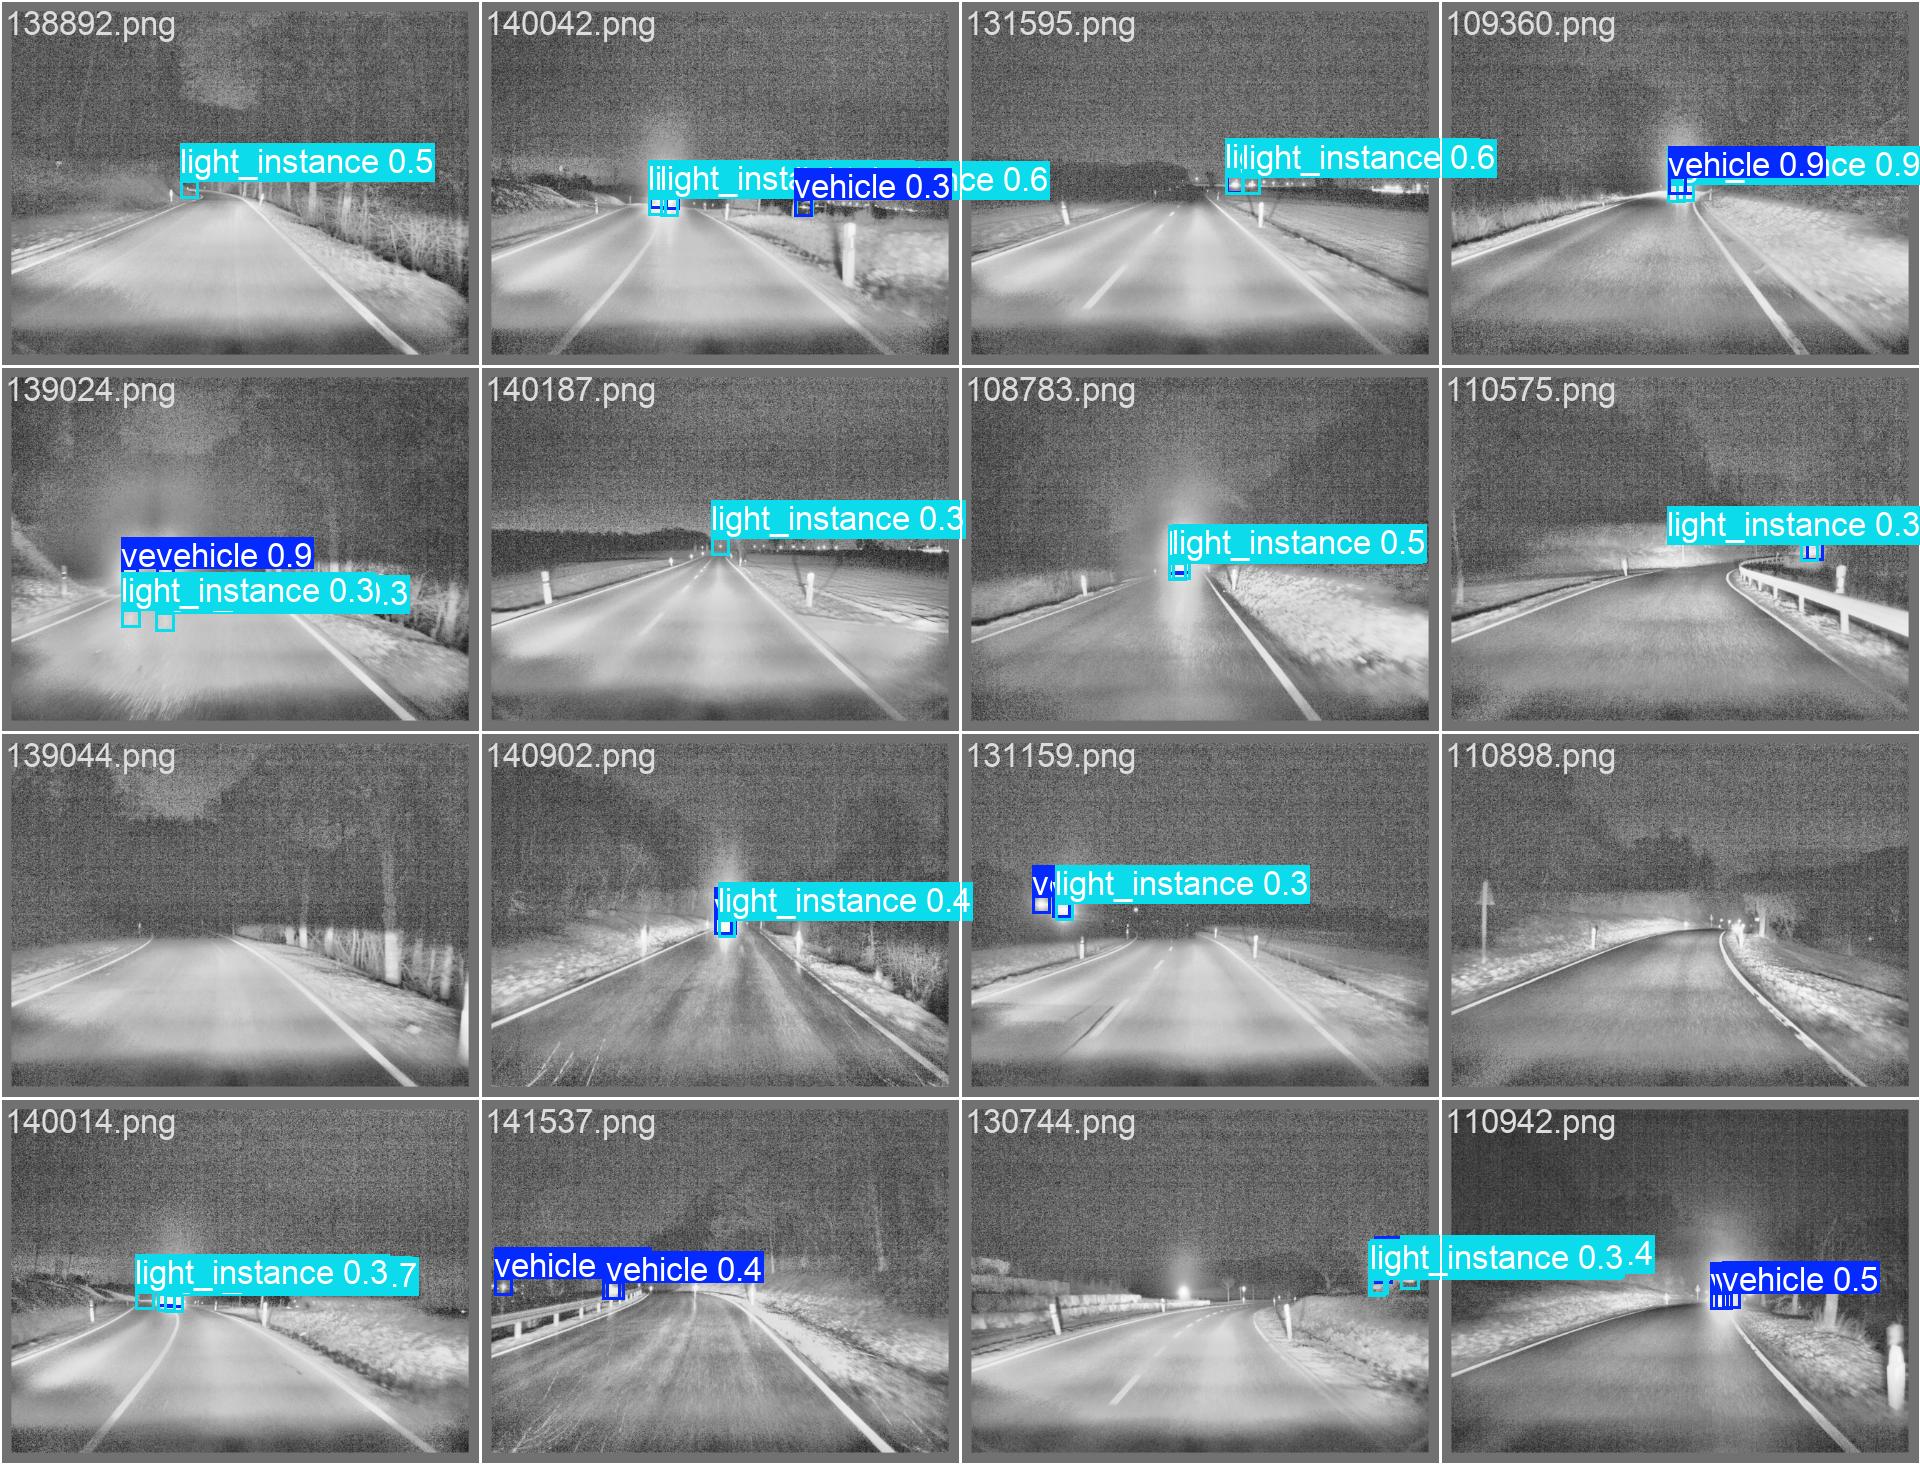 138892.png
light_instance 0.5
140042.png
light_insta
vehicle 0.3
ce 0.6
131595.png
light_instance 0.6
109360.png
vehicle 0.9
ce 0.9
139024.png
vehicle 0.9
light_instance 0.3
.3
140187.png
light_instance 0.3
108783.png
light_instance 0.5
110575.png
light_instance 0.3
139044.png
140902.png
light_instance 0.4
131159.png
v
light_instance 0.3
110898.png
140014.png
light_instance 0.3
.7
141537.png
vehicle
vehicle 0.4
130744.png
light_instance 0.3
.4
110942.png
vehicle 0.5